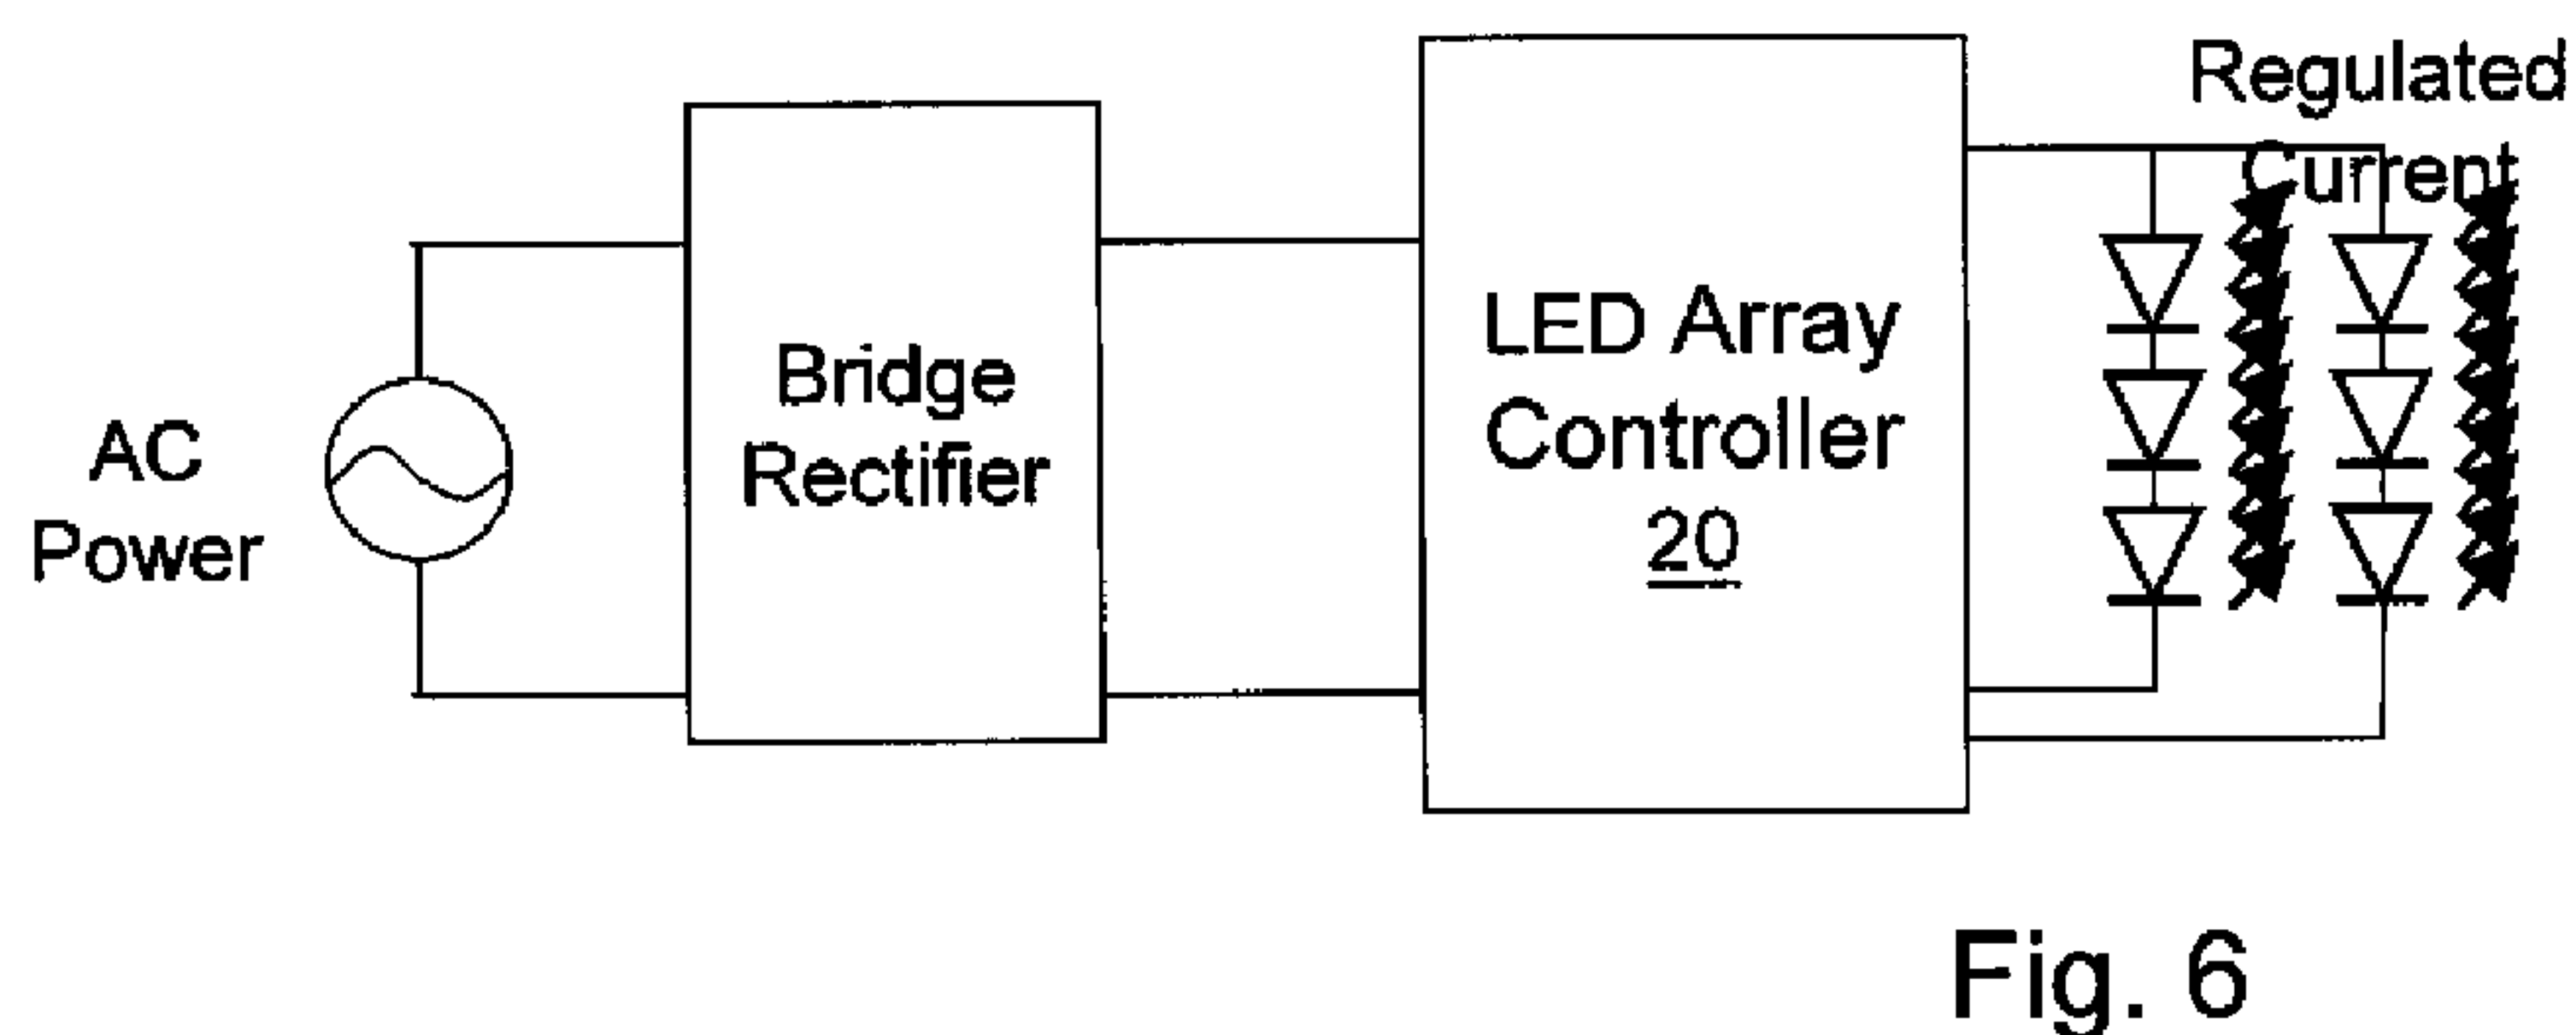 AC
Power
Bridge
Rectifier
LED Array
Controller
20
Regulated
Current
Fig. 6